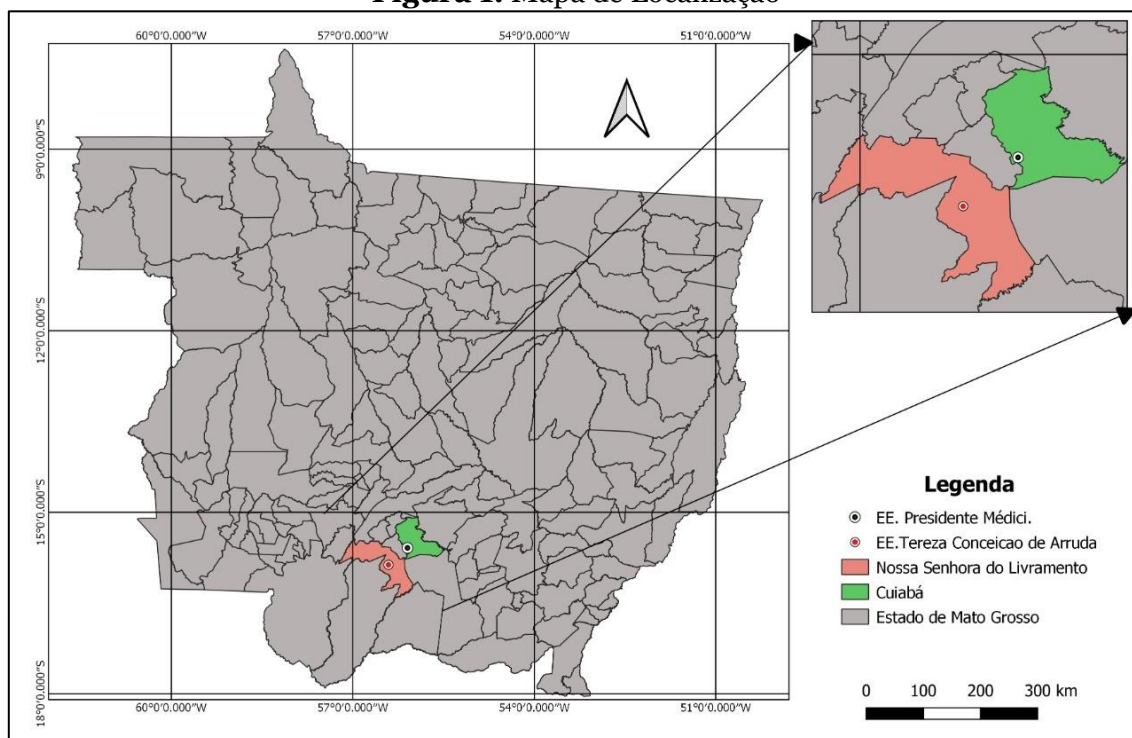 Figura 1. Mapa de Localização
60°0'0.000"W 57°0'0.000"W 54°0'0.000"W 51°0'0.000"W
9°0'0.000"S
12°0'0.000"S
15°0'0.000"S
18°0'0.000"S
60°0'0.000"W 57°0'0.000"W 54°0'0.000"W 51°0'0.000"W
Legenda
EE. Presidente Médici.
EE.Tereza Conceicao de Arruda
Nossa Senhora do Livramento
Cuiabá
Estado de Mato Grosso
0 100 200 300 km